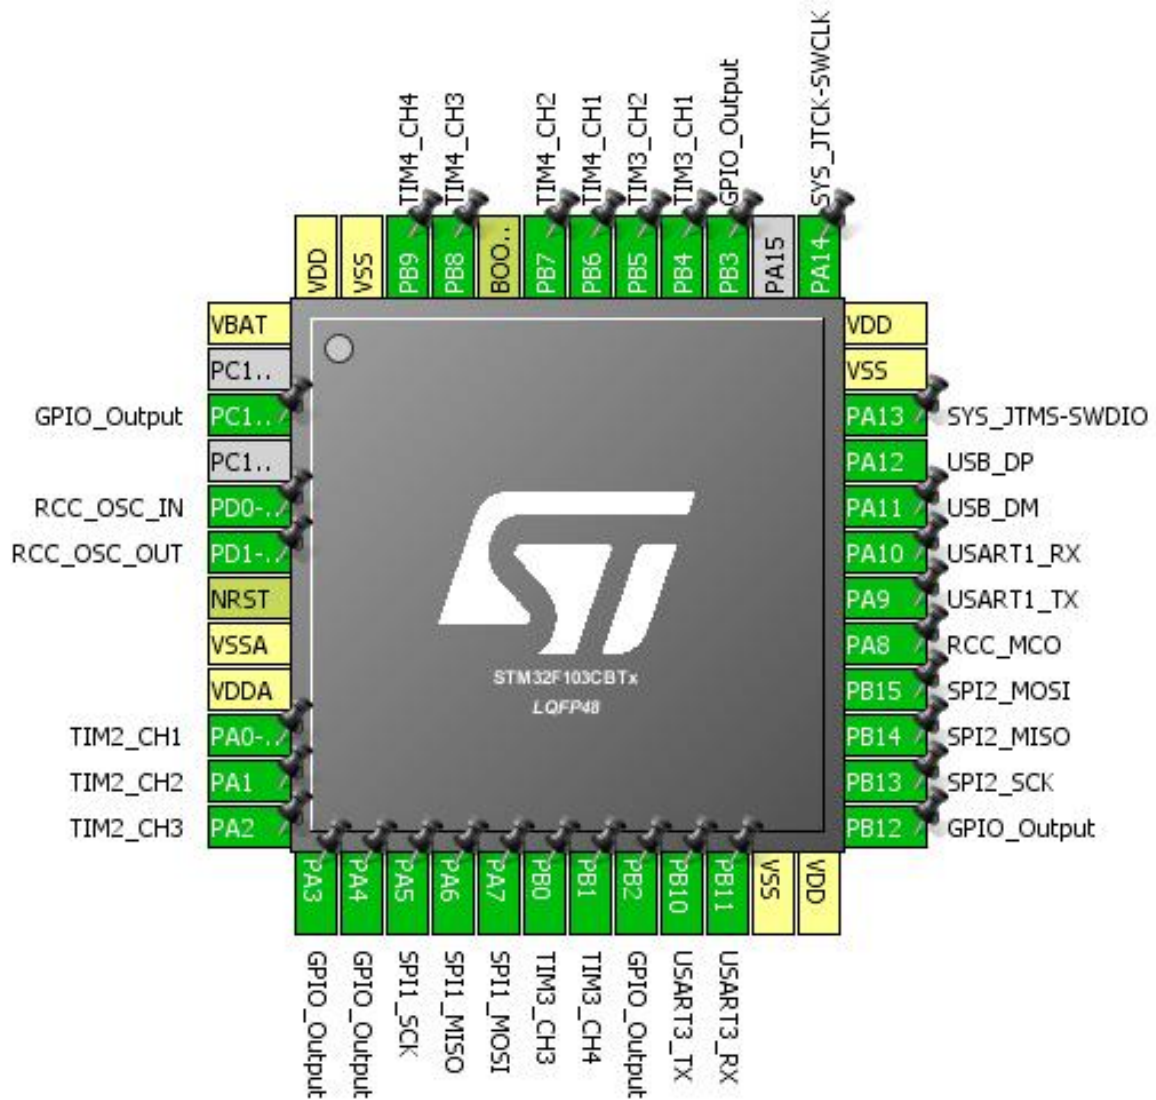 TIM4_CH4
TIM4_CH3
TIM4_CH2
TIM4_CH1
TIM3_CH2
TIM3_CH1
GPIO_Output
SYS_JTCK-SWCLK
VDD
VSS
PB9
PB8
BOO..
PB7
PB6
PB5
PB4
PB3
PA15
PA14
VBAT
PC1..
GPIO_Output PC1..
PC1..
RCC_OSC_IN PD0-..
RCC_OSC_OUT PD1-..
NRST
VSSA
VDDA
TIM2_CH1 PA0-..
TIM2_CH2 PA1
TIM2_CH3 PA2
STM32F103CBTx
LQFP48
VDD
VSS
PA13 SYS_JTMS-SWDIO
PA12 USB_DP
PA11 USB_DM
PA10 USART1_RX
PA9 USART1_TX
PA8 RCC_MCO
PB15 SPI2_MOSI
PB14 SPI2_MISO
PB13 SPI2_SCK
PB12 GPIO_Output
PA3
PA4
PA5
PA6
PA7
PB0
PB1
PB2
PB10
PB11
VSS
VDD
GPIO_Output
GPIO_Output
SPI1_SCK
SPI1_MISO
SPI1_MOSI
TIM3_CH3
TIM3_CH4
GPIO_Output
USART3_TX
USART3_RX